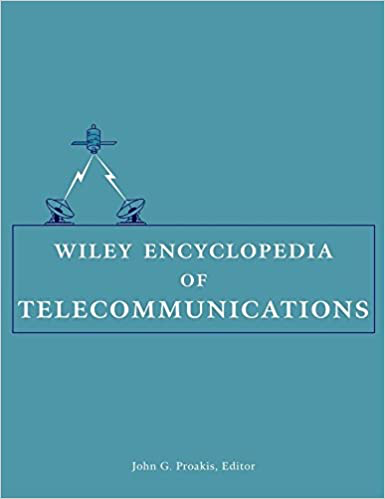 WILEY ENCYCLOPEDIA
OF
TELECOMMUNICATIONS
John G. Proakis, Editor